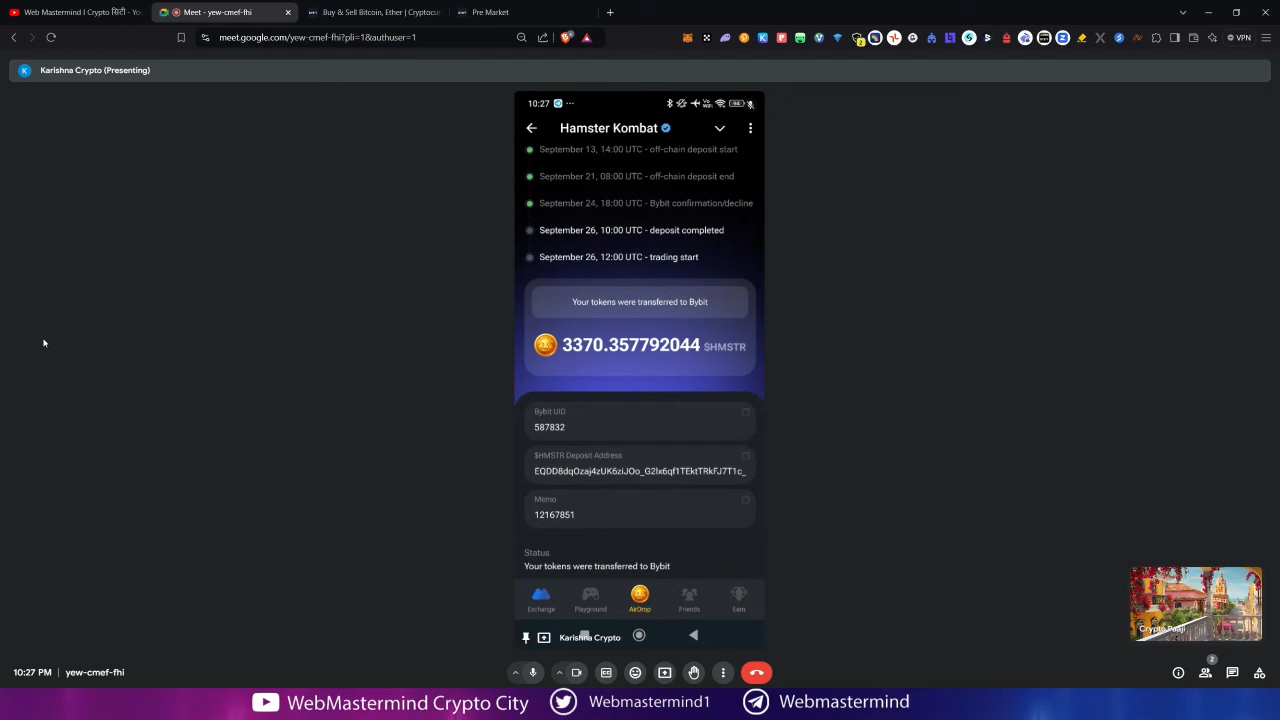 Web Mastermind I Crypto सिटी - Yo
Meet - yew-cmef-fhi
Buy & Sell Bitcoin, Ether | Cryptocur
Pre Market
meet.google.com/yew-cmef-fhi?pli=1&authuser=1
VPN
K
Karishna Crypto (Presenting)
10:27
94
Hamster Kombat
September 13, 14:00 UTC - off-chain deposit start
September 21, 08:00 UTC - off-chain deposit end
September 24, 18:00 UTC - Bybit confirmation/decline
September 26, 10:00 UTC - deposit completed
September 26, 12:00 UTC - trading start
Your tokens were transferred to Bybit
3370.357792044 $HMSTR
Bybit UID
587832
$HMSTR Deposit Address
Memo
12167851
Status
Your tokens were transferred to Bybit
Exchange
Playground
AirDrop
Friends
Earn
Karishna Crypto
Crypto Paaji
10:27 PM | yew-cmef-fhi
2
WebMastermind Crypto City
Webmastermind1
Webmastermind